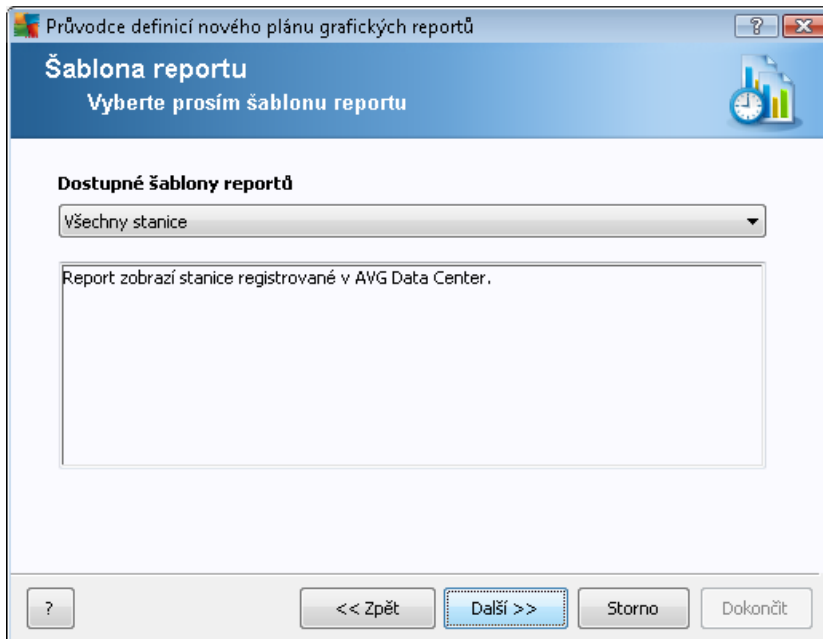 Průvodce definicí nového plánu grafických reportů
Šablona reportu
Vyberte prosím šablonu reportu
Dostupné šablony reportů
Všechny stanice
Report zobrazí stanice registrované v AVG Data Center.
?
<< Zpět
Další >>
Storno
Dokončit